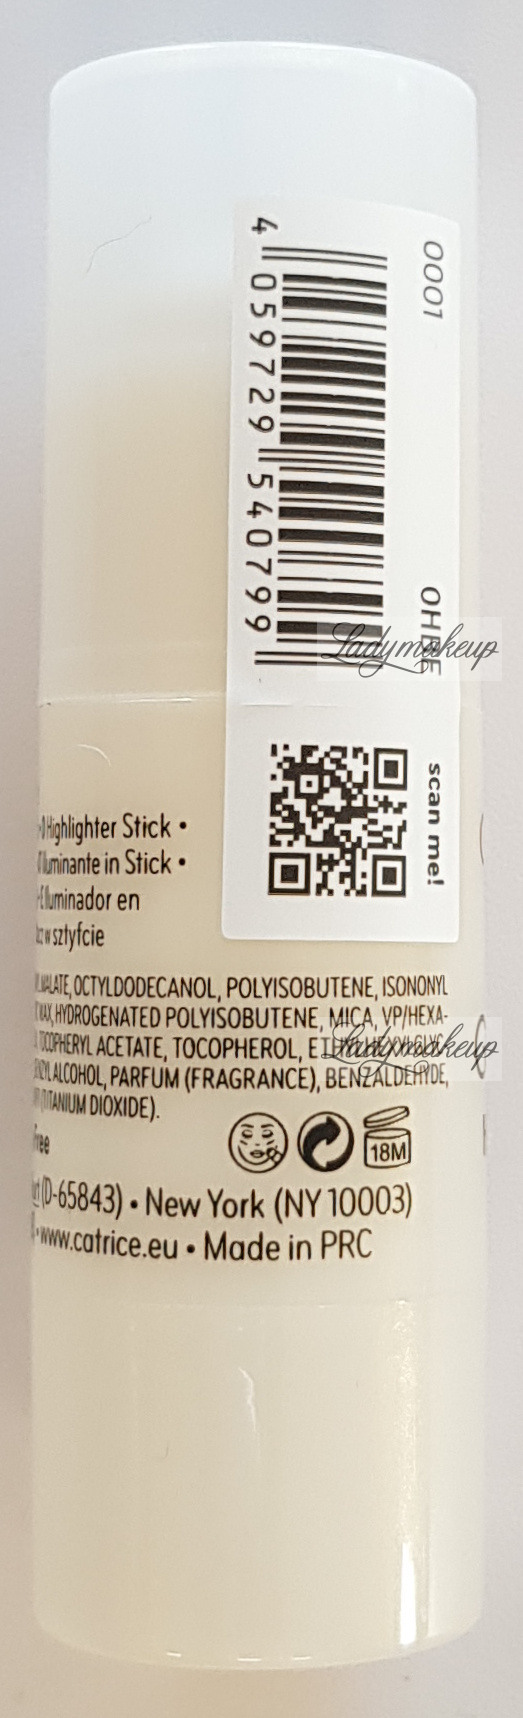 0001
4 059729 540799
Ladymakeup
scan me!
Highlighter Stick •
Iluminante in Stick •
Iluminador en
w sztyfcie
MALATE, OCTYLDODECANOL, POLYISOBUTENE, ISONONYL
WAX, HYDROGENATED POLYISOBUTENE, MICA, VP/HEXA-
TOCOPHERYL ACETATE, TOCOPHEROL,
Ladymakeup
ALCOHOL, PARFUM (FRAGRANCE), BENZALDEHYDE,
(TITANIUM DIOXIDE).
Free
18M
(D-65843) • New York (NY 10003)
• www.catrice.eu • Made in PRC